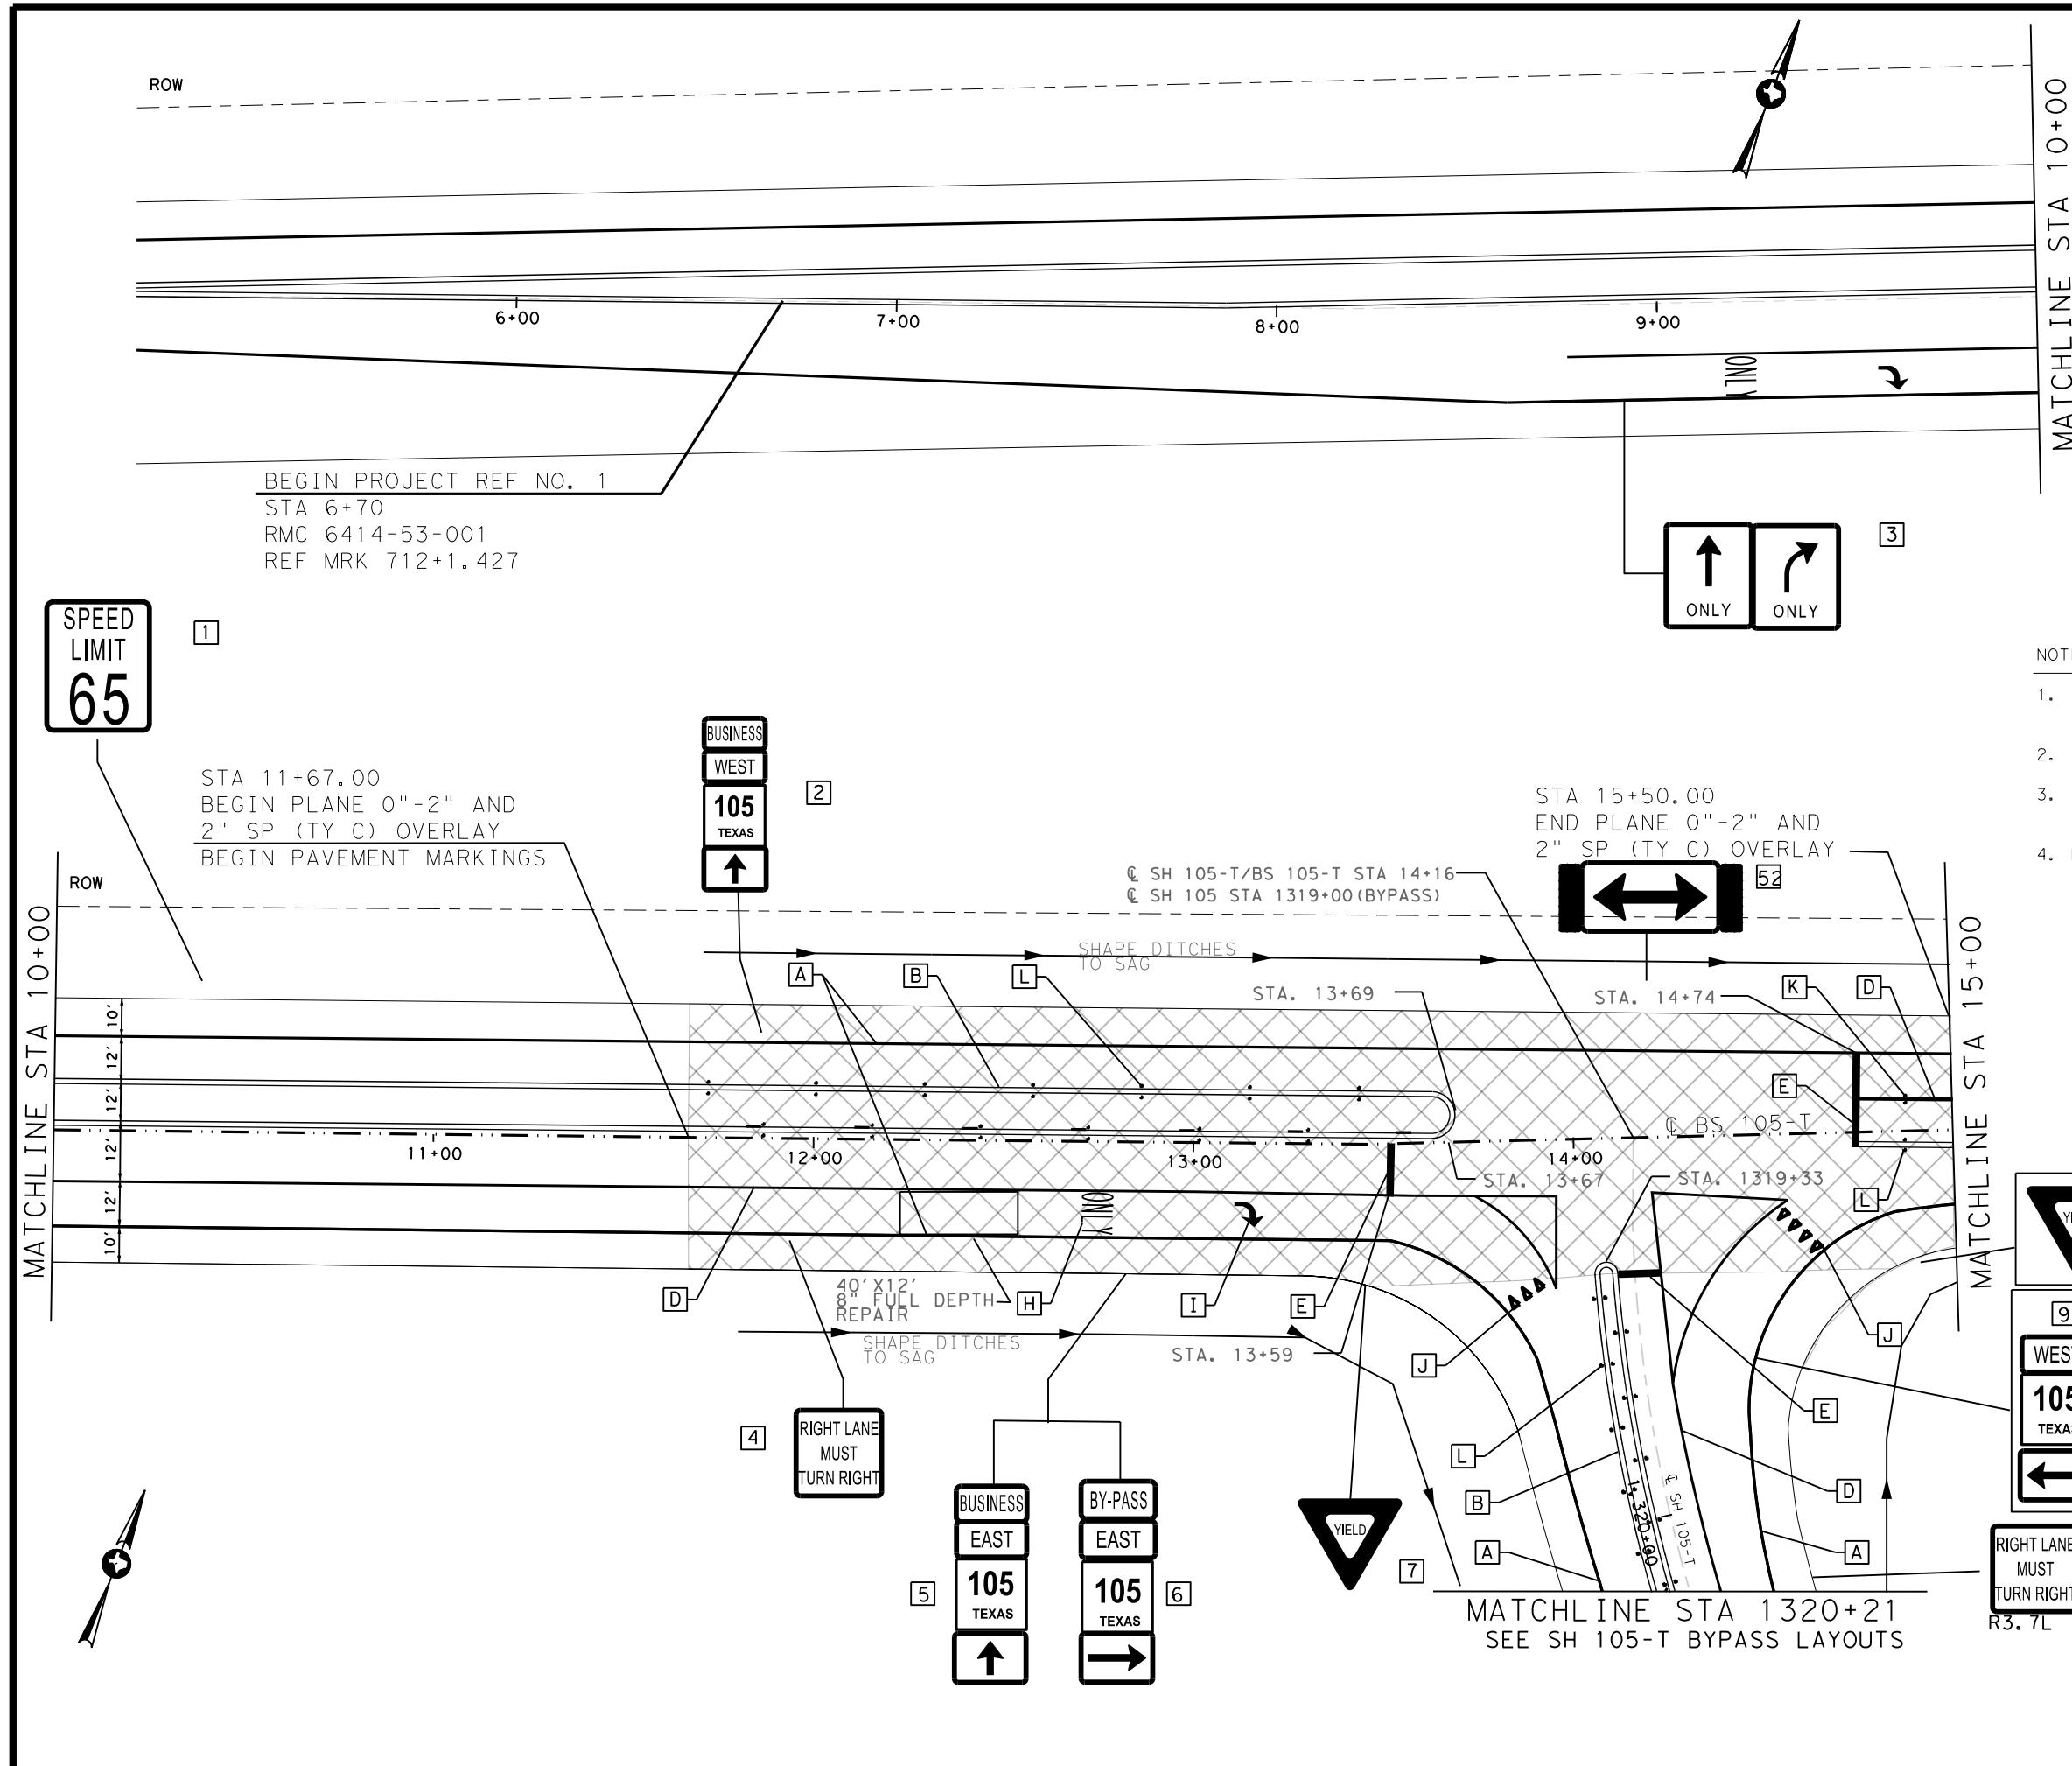 ROW
MATCHLINE STA 10+00
6+00
7+00
8+00
9+00
ONLY
BEGIN PROJECT REF NO. 1
STA 6+70
RMC 6414-53-001
REF MRK 712+1.427
ONLY
ONLY
3
SPEED
LIMIT
65
1
1.
2.
3.
4.
BUSINESS
WEST
105
TEXAS
2
STA 11+67.00
BEGIN PLANE 0"-2" AND
2" SP (TY C) OVERLAY
BEGIN PAVEMENT MARKINGS
STA 15+50.00
END PLANE 0"-2" AND
2" SP (TY C) OVERLAY
52
℄ SH 105-T/BS 105-T STA 14+16
℄ SH 105 STA 1319+00(BYPASS)
ROW
MATCHLINE STA 10+00
MATCHLINE STA 15+00
SHAPE DITCHES
TO SAG
A
B
L
STA. 13+69
STA. 14+74
K
D
10'
12'
12'
12'
12'
10'
E
℄ BS 105-T
11+00
12+00
13+00
14+00
STA. 13+67
STA. 1319+33
L
ONLY
D
40'X12'
8" FULL DEPTH
REPAIR
H
I
E
SHAPE DITCHES
TO SAG
STA. 13+59
J
J
E
L
B
A
D
A
℄ SH 105-T
1320+00
4
RIGHT LANE
MUST
TURN RIGHT
BUSINESS
EAST
105
TEXAS
5
BY-PASS
EAST
105
TEXAS
6
YIELD
7
9
RIGHT LANE
MUST
TURN RIGHT
R3.7L
MATCHLINE STA 1320+21
SEE SH 105-T BYPASS LAYOUTS